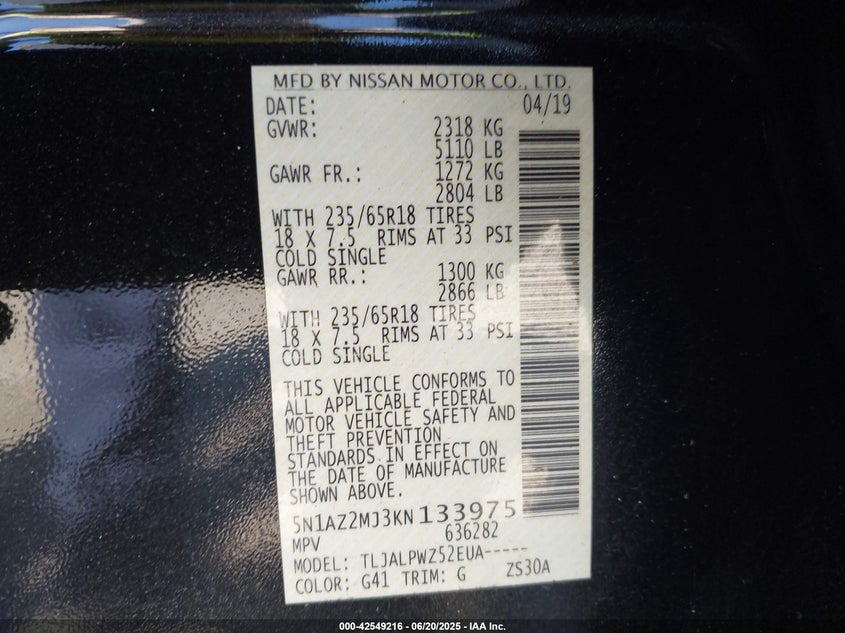 MFD BY NISSAN MOTOR CO., LTD.
DATE: 04/19
GVWR: 2318 KG
5110 LB
GAWR FR.: 1272 KG
2804 LB
WITH 235/65R18 TIRES
18 X 7.5 RIMS AT 33 PSI
COLD SINGLE
GAWR RR.: 1300 KG
2866 LB
WITH 235/65R18 TIRES
18 X 7.5 RIMS AT 33 PSI
COLD SINGLE
THIS VEHICLE CONFORMS TO
ALL APPLICABLE FEDERAL
MOTOR VEHICLE SAFETY AND
THEFT PREVENTION
STANDARDS IN EFFECT ON
THE DATE OF MANUFACTURE
SHOWN ABOVE.
5N1AZ2MJ3KN133975
MPV 636282
MODEL: TLJALPWZ52EUA-----
COLOR: G41 TRIM: G ZS30A
000-42549216 - 06/20/2025 - IAA Inc.